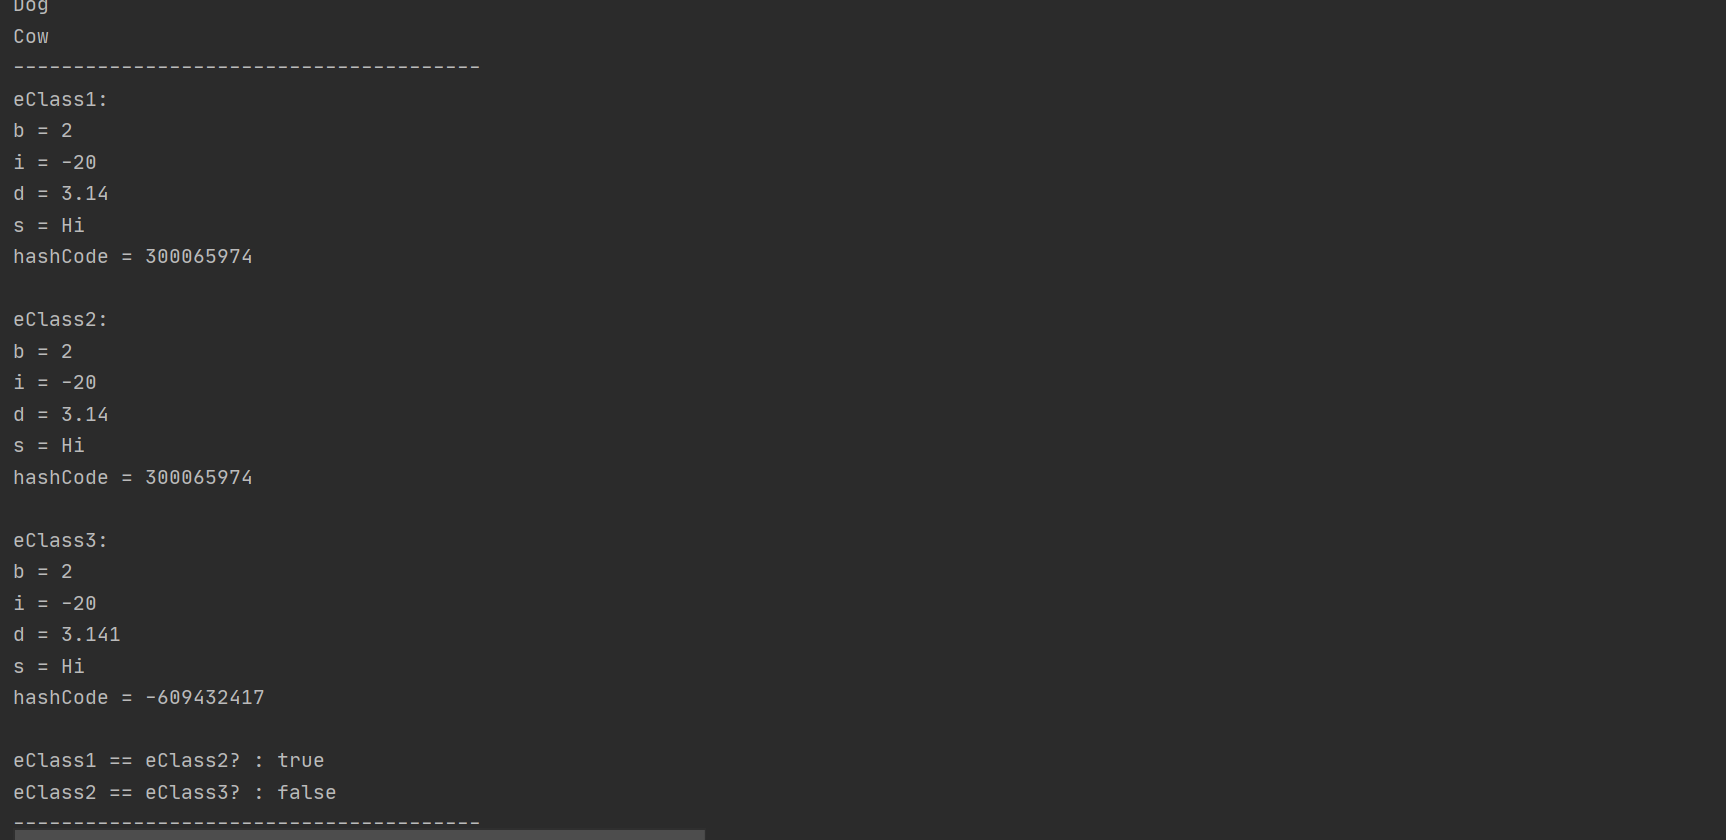 Dog
Cow
---------------------------------------
eClass1:
b = 2
i = -20
d = 3.14
s = Hi
hashCode = 300065974

eClass2:
b = 2
i = -20
d = 3.14
s = Hi
hashCode = 300065974

eClass3:
b = 2
i = -20
d = 3.141
s = Hi
hashCode = -609432417

eClass1 == eClass2? : true
eClass2 == eClass3? : false
---------------------------------------